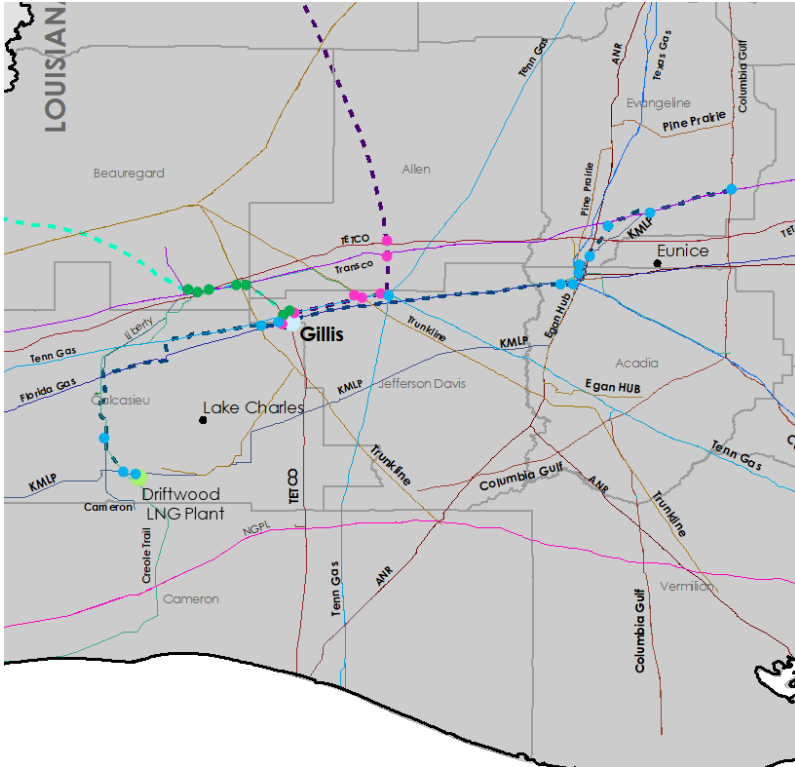 LOUISIANA
Tenn Gas
ANR
Texas Gas
Columbia Gulf
Evangeline
Pine Prairie
Beauregard
Allen
Pine Prairie
KMLP
TETCO
TET
Eunice
Transco
Liberty
Egan Hub
Gillis
Trunkline
KMLP
Tenn Gas
Acadia
Florida Gas
KMLP
Jefferson Davis
Egan HUB
Calcasieu
Lake Charles
Tenn Gas
Trunkline
Columbia Gulf
KMLP
ANR
TETCO
Driftwood
LNG Plant
Cameron
Trunkline
NGPL
Creole Trail
Tenn Gas
ANR
Cameron
Vermilion
Columbia Gulf